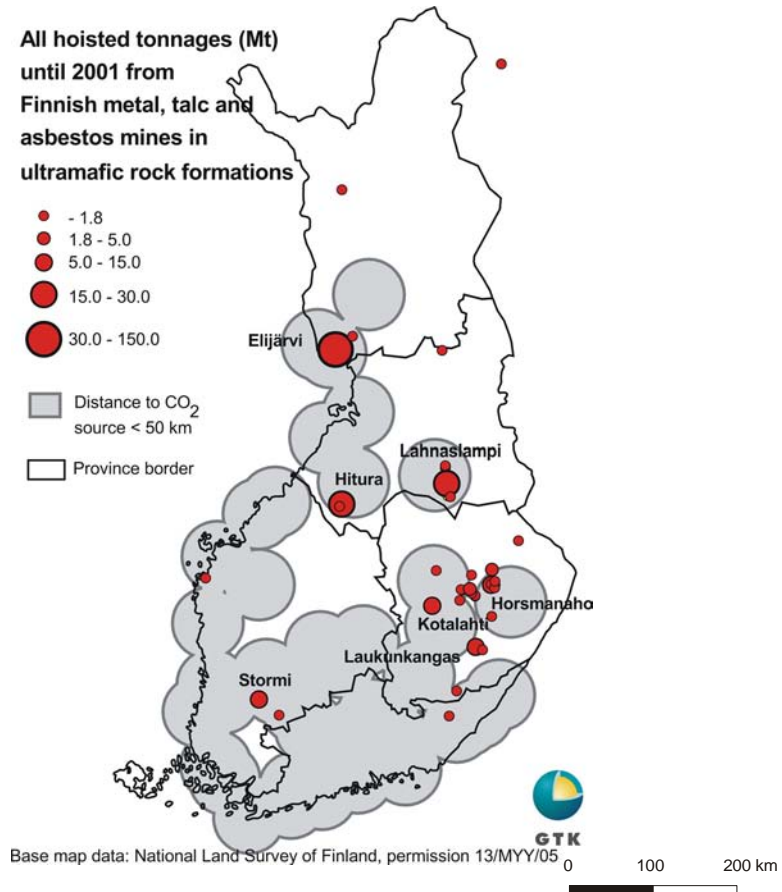 All hoisted tonnages (Mt)
until 2001 from
Finnish metal, talc and
asbestos mines in
ultramafic rock formations
- 1.8
1.8 - 5.0
5.0 - 15.0
15.0 - 30.0
30.0 - 150.0
Distance to CO2
source < 50 km
Province border
Elijärvi
Lahnaslampi
Hitura
Horsmanaho
Kotalahti
Laukunkangas
Stormi
GTK
Base map data: National Land Survey of Finland, permission 13/MYY/05
0 100 200 km